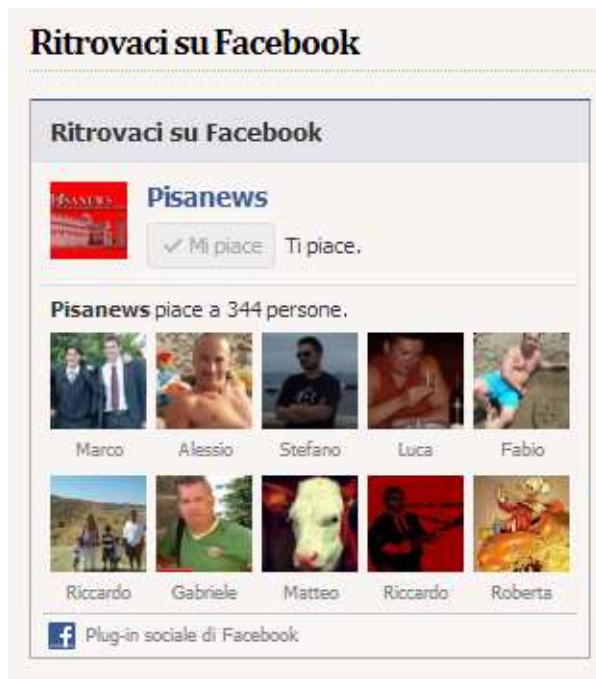 Ritrovaci su Facebook
Ritrovaci su Facebook
PISANEWS
Pisanews
Mi piace Ti piace.
Pisanews piace a 344 persone.
Marco Alessio Stefano Luca Fabio
Riccardo Gabriele Matteo Riccardo Roberta
Plug-in sociale di Facebook